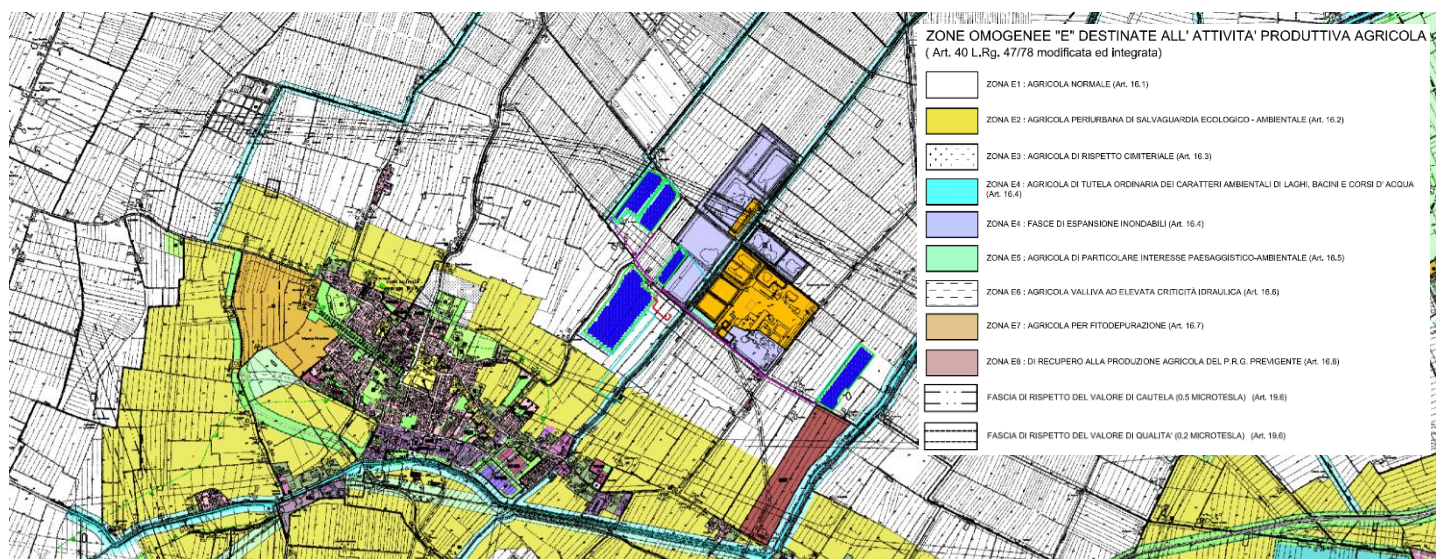 ZONE OMOGENEE "E" DESTINATE ALL' ATTIVITA' PRODUTTIVA AGRICOLA
( Art. 40 L.Rg. 47/78 modificata ed integrata)
ZONA E1 : AGRICOLA NORMALE (Art. 16.1)
ZONA E2 : AGRICOLA PERIURBANA DI SALVAGUARDIA ECOLOGICO - AMBIENTALE (Art. 16.2)
ZONA E3 : AGRICOLA DI RISPETTO CIMITERIALE (Art. 16.3)
ZONA E4 : AGRICOLA DI TUTELA ORDINARIA DEI CARATTERI AMBIENTALI DI LAGHI, BACINI E CORSI D' ACQUA
(Art. 16.4)
ZONA E4 : FASCE DI ESPANSIONE INONDABILI (Art. 16.4)
ZONA E5 : AGRICOLA DI PARTICOLARE INTERESSE PAESAGGISTICO-AMBIENTALE (Art. 16.5)
ZONA E6 : AGRICOLA VALLIVA AD ELEVATA CRITICITÀ IDRAULICA (Art. 16.6)
ZONA E7 : AGRICOLA PER FITODEPURAZIONE (Art. 16.7)
ZONA E8 : DI RECUPERO ALLA PRODUZIONE AGRICOLA DEL P.R.G. PREVIGENTE (Art. 16.8)
FASCIA DI RISPETTO DEL VALORE DI CAUTELA (0.5 MICROTESLA) (Art. 19.6)
FASCIA DI RISPETTO DEL VALORE DI QUALITA' (0.2 MICROTESLA) (Art. 19.6)